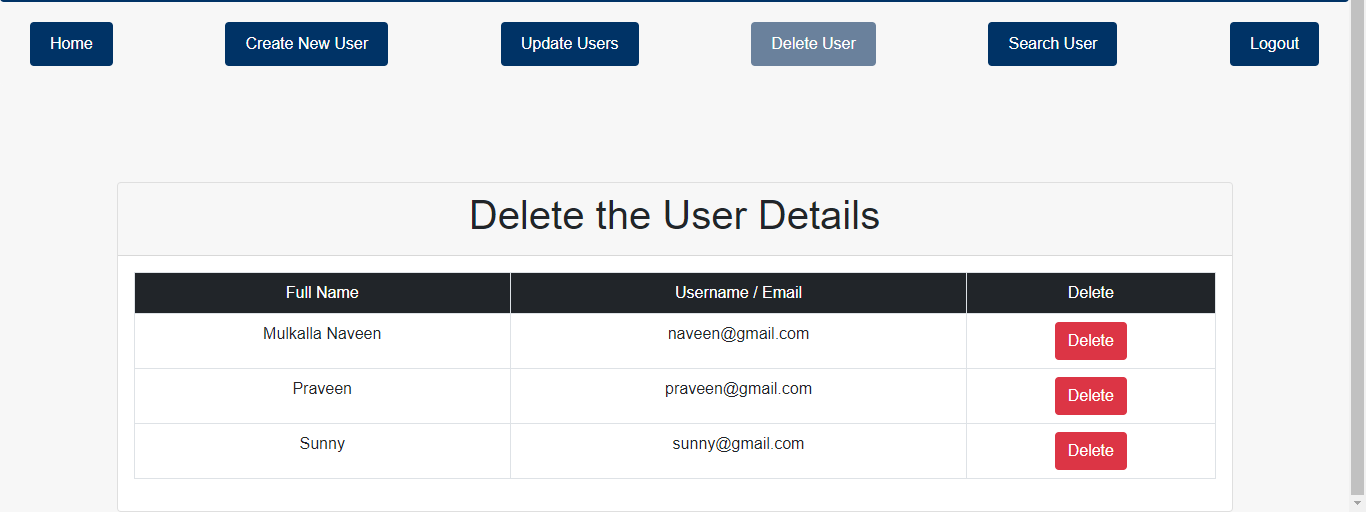 Home Create New User Update Users Delete User Search User Logout
Delete the User Details
Full Name Username / Email Delete
Mulkalla Naveen naveen@gmail.com Delete
Praveen praveen@gmail.com Delete
Sunny sunny@gmail.com Delete